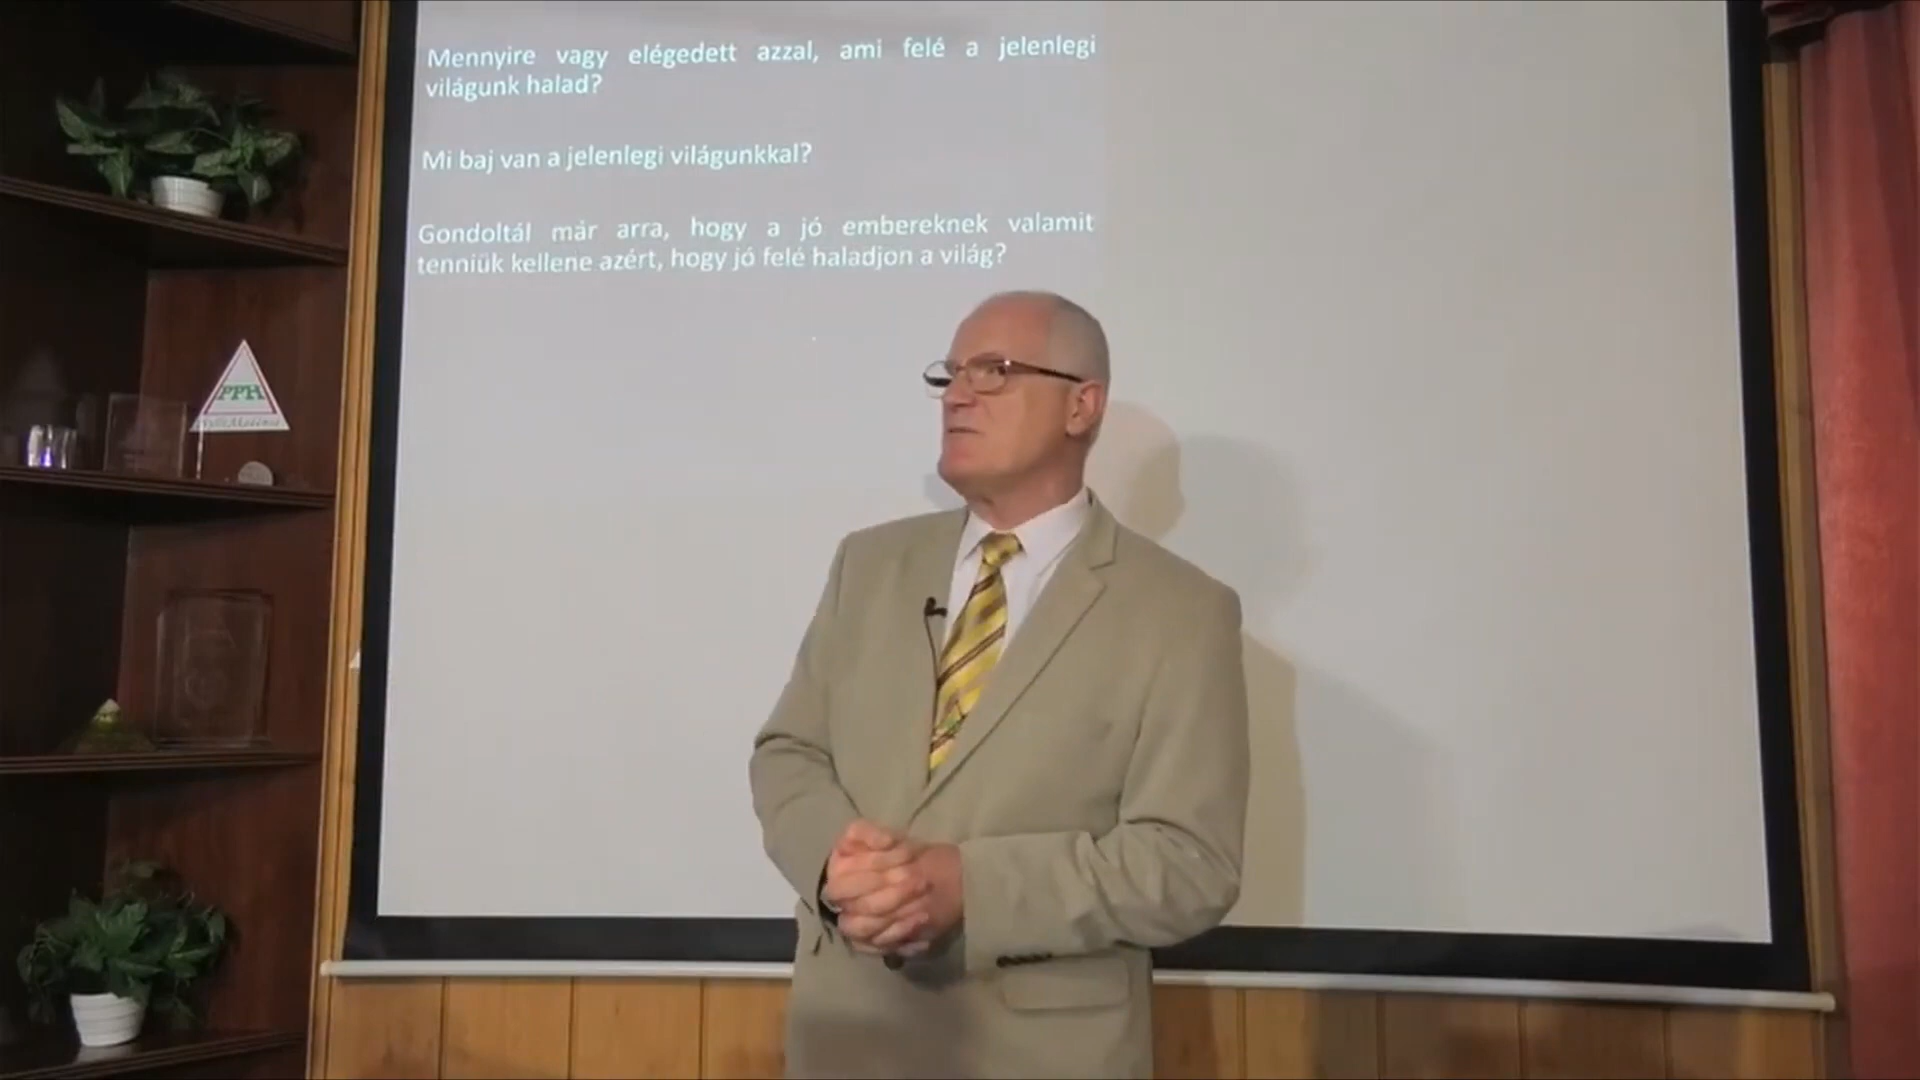 Mennyire vagy elégedett azzal, ami felé a jelenlegi
világunk halad?
Mi baj van a jelenlegi világunkkal?
Gondoltál már arra, hogy a jó embereknek valamit
tenniük kellene azért, hogy jó felé haladjon a világ?
PPH